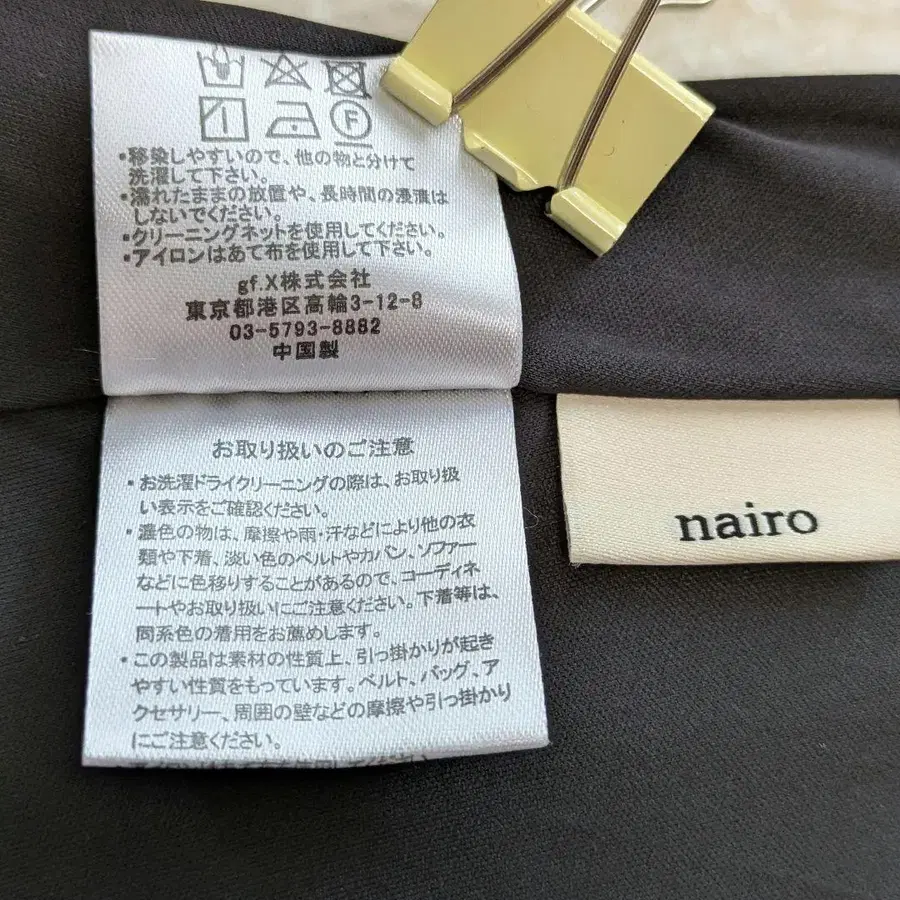 F
・移染しやすいので、他の物と分けて
洗濯して下さい。
・濡れたままの放置や、長時間の浸漬は
しないでください。
・クリーニングネットを使用してください。
・アイロンはあて布を使用して下さい。
gf.X株式会社
東京都港区高輪3-12-8
03-5793-8882
中国製
お取り扱いのご注意
・お洗濯ドライクリーニングの際は、お取り扱
い表示をご確認ください。
・濃色の物は、摩擦や雨・汗などにより他の衣
類や下着、淡い色のベルトやカバン、ソファー
などに色移りすることがあるので、コーディネ
ートやお取り扱いにご注意ください。下着等は、
同系色の着用をお薦めします。
・この製品は素材の性質上、引っ掛かりが起き
やすい性質をもっています。ベルト、バッグ、ア
クセサリー、周囲の壁などの摩擦や引っ掛かり
にご注意ください。
nairo